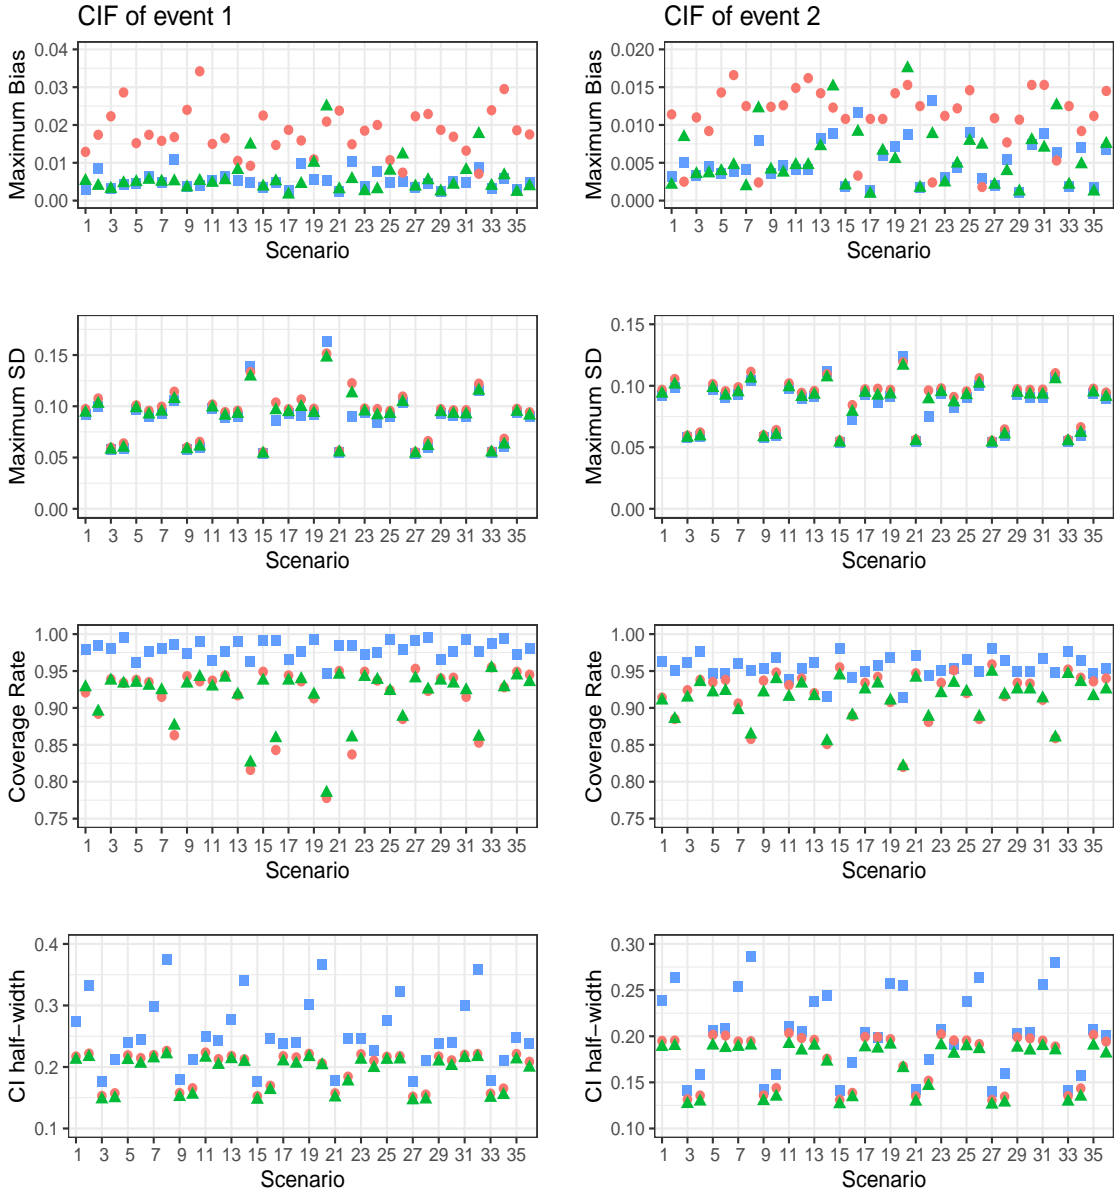 CIF of event 1
CIF of event 2
Maximum Bias
0.04
0.03
0.02
0.01
0.00
1 3 5 7 9 11 13 15 17 19 21 23 25 27 29 31 33 35
Scenario
Maximum Bias
0.020
0.015
0.010
0.005
0.000
1 3 5 7 9 11 13 15 17 19 21 23 25 27 29 31 33 35
Scenario
Maximum SD
0.15
0.10
0.05
0.00
1 3 5 7 9 11 13 15 17 19 21 23 25 27 29 31 33 35
Scenario
Maximum SD
0.15
0.10
0.05
0.00
1 3 5 7 9 11 13 15 17 19 21 23 25 27 29 31 33 35
Scenario
Coverage Rate
1.00
0.95
0.90
0.85
0.80
0.75
1 3 5 7 9 11 13 15 17 19 21 23 25 27 29 31 33 35
Scenario
Coverage Rate
1.00
0.95
0.90
0.85
0.80
0.75
1 3 5 7 9 11 13 15 17 19 21 23 25 27 29 31 33 35
Scenario
CI half−width
0.4
0.3
0.2
0.1
1 3 5 7 9 11 13 15 17 19 21 23 25 27 29 31 33 35
Scenario
CI half−width
0.30
0.25
0.20
0.15
0.10
1 3 5 7 9 11 13 15 17 19 21 23 25 27 29 31 33 35
Scenario